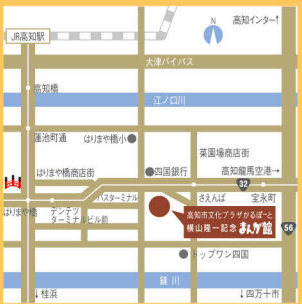 N
高知インター↑
JR高知駅
大津バイパス
高知橋
江ノ口川
蓮池町通
はりまや橋小
菜園場商店街
はりまや橋商店街
四国銀行
高知龍馬空港→
32
バスターミナル
さえんば
宝永町
はりまや橋
デンテツ
ターミナルビル前
高知市文化プラザかるぽーと
横山隆一記念 まんが館
56
トップワン四国
鏡川
↓桂浜
↓四万十市